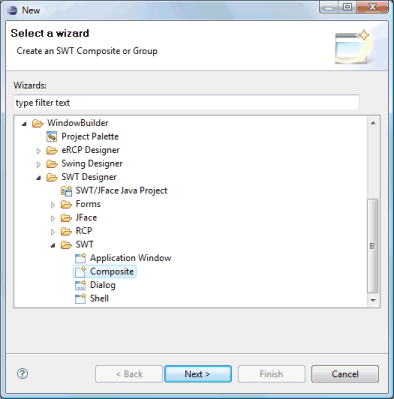 New
Select a wizard
Create an SWT Composite or Group
Wizards:
type filter text
WindowBuilder
Project Palette
eRCP Designer
Swing Designer
SWT Designer
SWT/JFace Java Project
Forms
JFace
RCP
SWT
Application Window
Composite
Dialog
Shell
?
< Back
Next >
Finish
Cancel